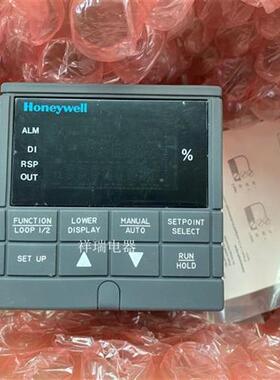 Honeywell
ALM
DI
RSP
OUT
%
FUNCTION
LOOP 1/2
LOWER
DISPLAY
MANUAL
AUTO
SETPOINT
SELECT
祥瑞电器
SET UP
RUN
HOLD